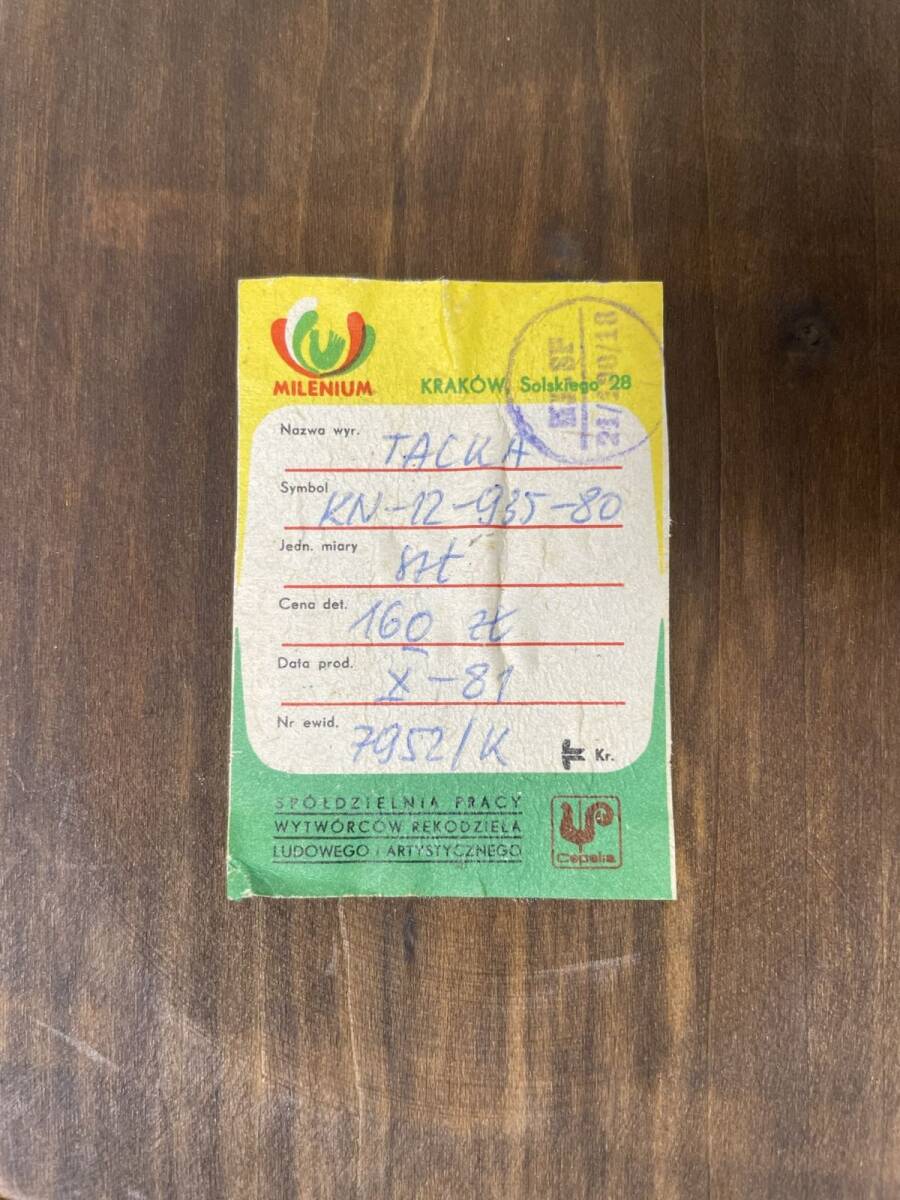 MILENIUM
KRAKÓW, Solskiego 28
Nazwa wyr. TACKA
Symbol KN-12-935-80
Jedn. miary szt
Cena det. 160 zł
Data prod. X-81
Nr ewid. 7952/K Kr.
SPÓŁDZIELNIA PRACY
WYTWÓRCÓW RĘKODZIEŁA
LUDOWEGO i ARTYSTYCZNEGO
Cepelia